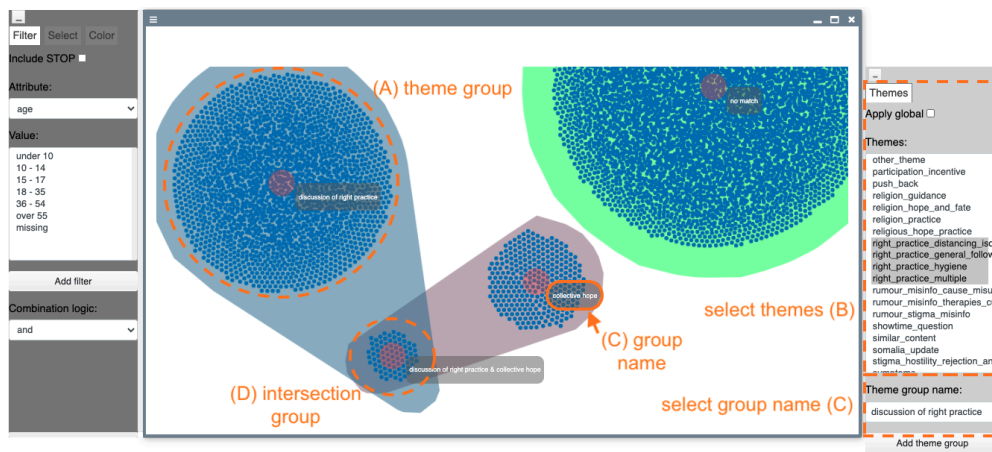 Filter Select Color
Include STOP
Attribute:
age
Value:
under 10
10 - 14
15 - 17
18 - 35
36 - 54
over 55
missing
Add filter
Combination logic:
and
(A) theme group
discussion of right practice
no match
collective hope
(C) group
name
discussion of right practice & collective hope
(D) intersection
group
select themes (B)
select group name (C)
Themes
Apply global
Themes:
other_theme
participation_incentive
push_back
religion_guidance
religion_hope_and_fate
religion_practice
religious_hope_practice
right_practice_distancing_iso
right_practice_general_follow
right_practice_hygiene
right_practice_multiple
rumour_misinfo_cause_misu
rumour_misinfo_therapies_c
rumour_stigma_misinfo
showtime_question
similar_content
somalia_update
stigma_hostility_rejection_an
Theme group name:
discussion of right practice
Add theme group